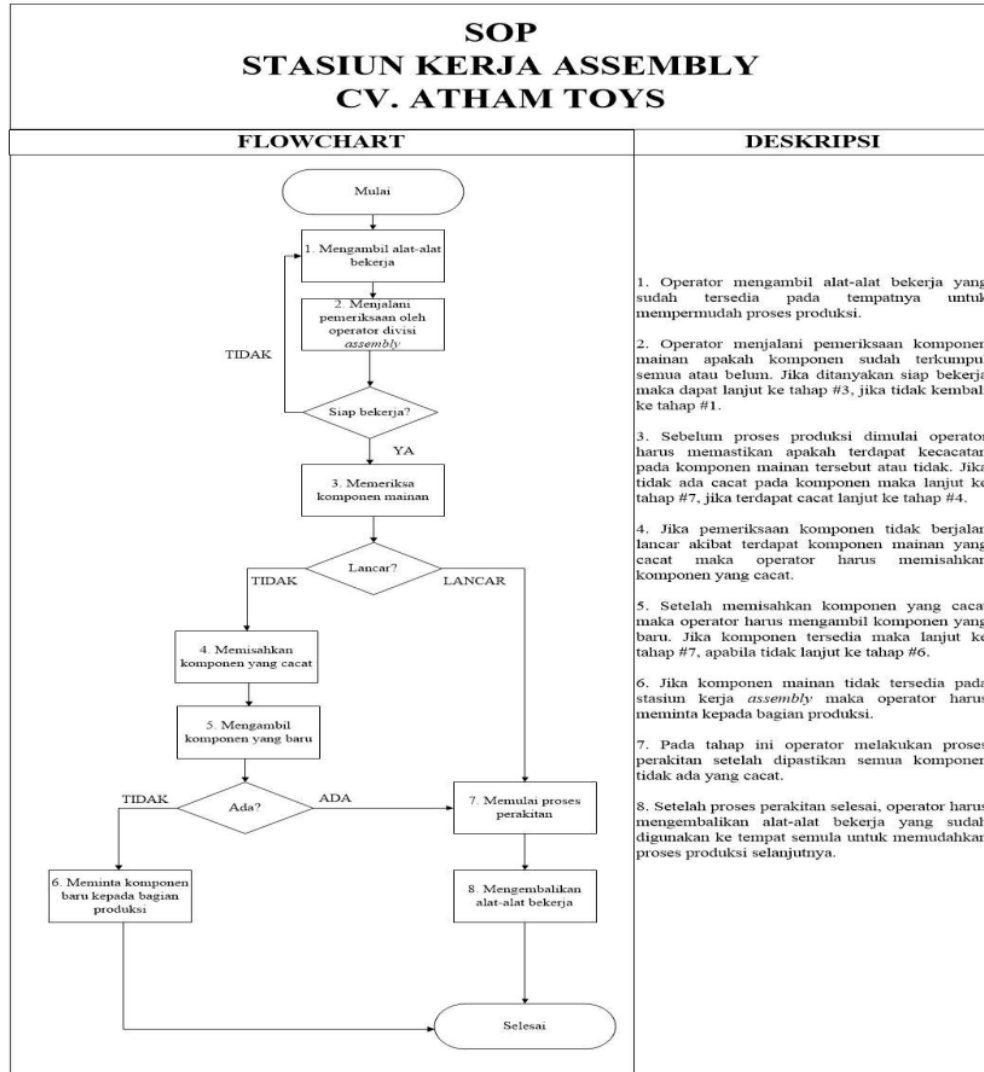 SOP
STASIUN KERJA ASSEMBLY
CV. ATHAM TOYS
FLOWCHART
Mulai
1. Mengambil alat-alat
bekerja
2. Menjalani
pemeriksaan oleh
operator divisi
assembly
TIDAK
Siap bekerja?
YA
3. Memeriksa
komponen mainan
Lancar?
TIDAK
LANCAR
4. Memisahkan
komponen yang cacat
5. Mengambil
komponen yang baru
TIDAK
Ada?
ADA
7. Memulai proses
perakitan
6. Meminta komponen
baru kepada bagian
produksi
8. Mengembalikan
alat-alat bekerja
Selesai
DESKRIPSI
1. Operator mengambil alat-alat bekerja yang
sudah tersedia pada tempatnya untuk
mempermudah proses produksi.
2. Operator menjalani pemeriksaan komponen
mainan apakah komponen sudah terkumpul
semua atau belum. Jika ditanyakan siap bekerja
maka dapat lanjut ke tahap #3, jika tidak kembali
ke tahap #1.
3. Sebelum proses produksi dimulai operator
harus memastikan apakah terdapat kecacatan
pada komponen mainan tersebut atau tidak. Jika
tidak ada cacat pada komponen maka lanjut ke
tahap #7, jika terdapat cacat lanjut ke tahap #4.
4. Jika pemeriksaan komponen tidak berjalan
lancar akibat terdapat komponen mainan yang
cacat maka operator harus memisahkan
komponen yang cacat.
5. Setelah memisahkan komponen yang cacat
maka operator harus mengambil komponen yang
baru. Jika komponen tersedia maka lanjut ke
tahap #7, apabila tidak lanjut ke tahap #6.
6. Jika komponen mainan tidak tersedia pada
stasiun kerja assembly maka operator harus
meminta kepada bagian produksi.
7. Pada tahap ini operator melakukan proses
perakitan setelah dipastikan semua komponen
tidak ada yang cacat.
8. Setelah proses perakitan selesai, operator harus
mengembalikan alat-alat bekerja yang sudah
digunakan ke tempat semula untuk memudahkan
proses produksi selanjutnya.